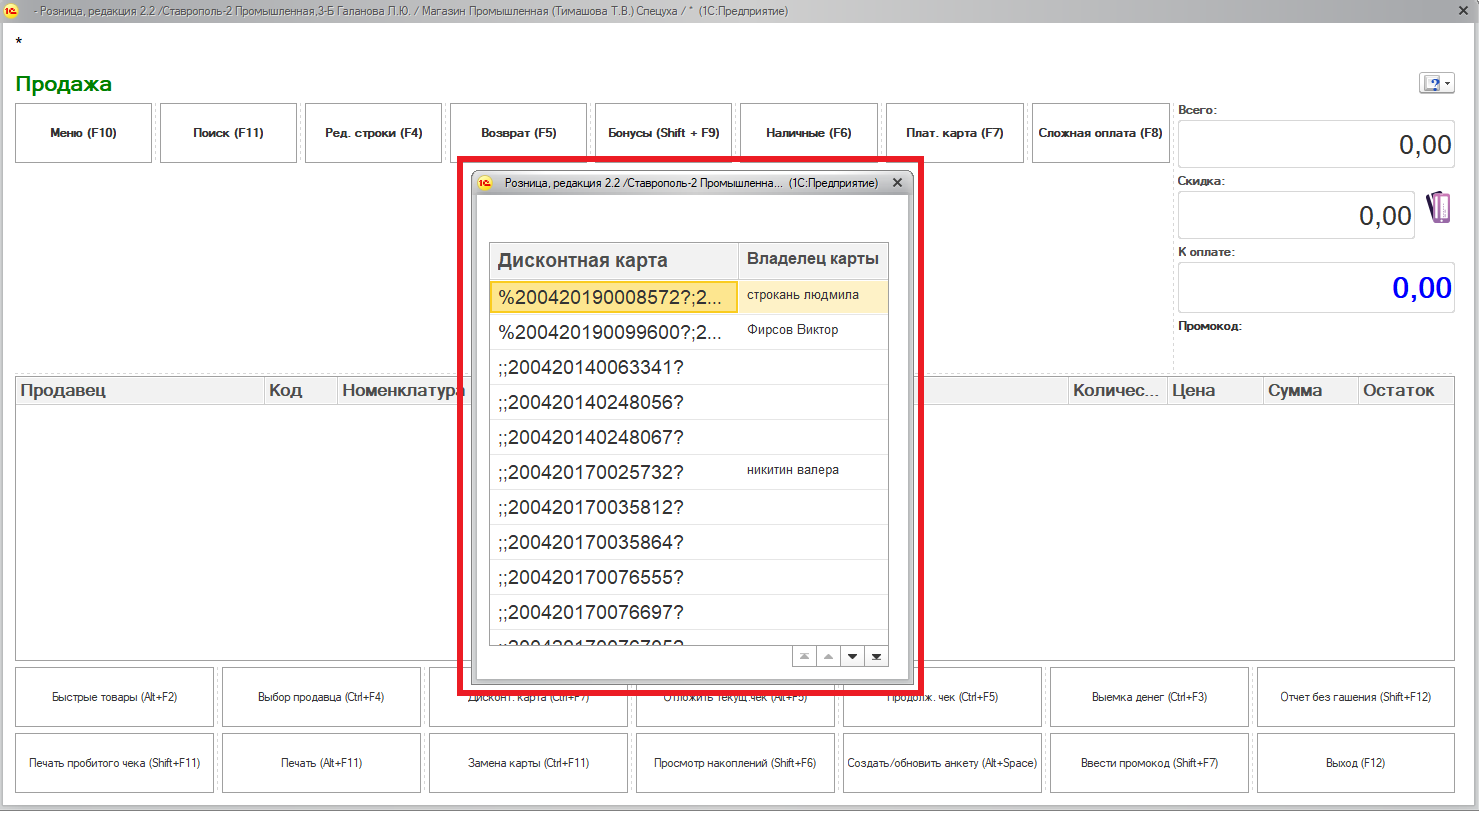 - Розница, редакция 2.2 /Ставрополь-2 Промышленная,3-Б Галанова Л.Ю. / Магазин Промышленная (Тимашова Т.В.) Спецуха / * (1С:Предприятие)
*
Продажа
Меню (F10)
Поиск (F11)
Ред. строки (F4)
Возврат (F5)
Бонусы (Shift + F9)
Наличные (F6)
Плат. карта (F7)
Сложная оплата (F8)
Всего:
0,00
Скидка:
0,00
К оплате:
0,00
Промокод:
Розница, редакция 2.2 /Ставрополь-2 Промышленна... (1С:Предприятие)
Дисконтная карта Владелец карты
%200420190008572?;2... строкань людмила
%200420190099600?;2... Фирсов Виктор
;;200420140063341?
;;200420140248056?
;;200420140248067?
;;200420170025732? никитин валера
;;200420170035812?
;;200420170035864?
;;200420170076555?
;;200420170076697?
Продавец Код Номенклатура Количес... Цена Сумма Остаток
Быстрые товары (Alt+F2)
Выбор продавца (Ctrl+F4)
Дисконт. карта (Ctrl+F7)
Отложить текущ.чек (Alt+F5)
Продолж. чек (Ctrl+F5)
Выемка денег (Ctrl+F3)
Отчет без гашения (Shift+F12)
Печать пробитого чека (Shift+F11)
Печать (Alt+F11)
Замена карты (Ctrl+F11)
Просмотр накоплений (Shift+F6)
Создать/обновить анкету (Alt+Space)
Ввести промокод (Shift+F7)
Выход (F12)